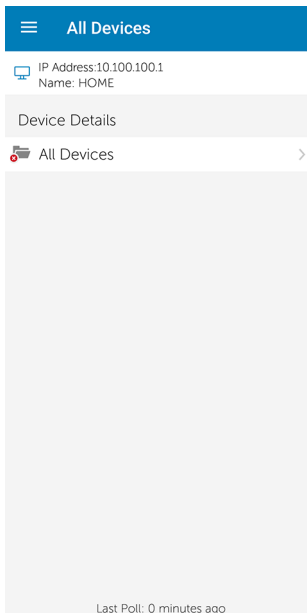 All Devices
IP Address:10.100.100.1
Name: HOME
Device Details
All Devices
Last Poll: 0 minutes ago